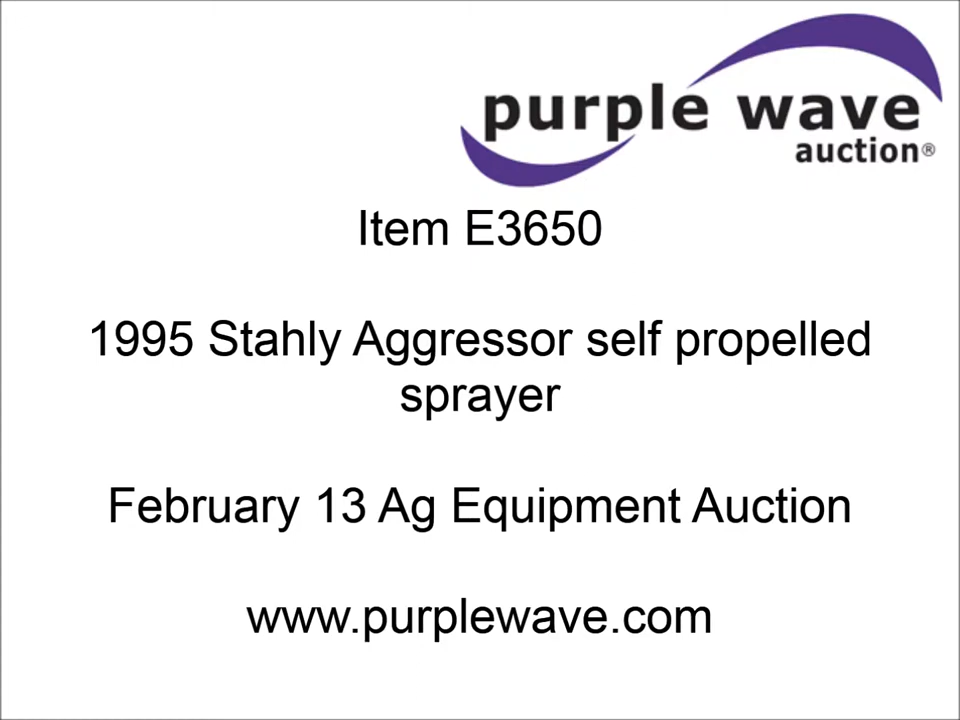 purple wave
auction®
Item E3650
1995 Stahly Aggressor self propelled
sprayer
February 13 Ag Equipment Auction
www.purplewave.com